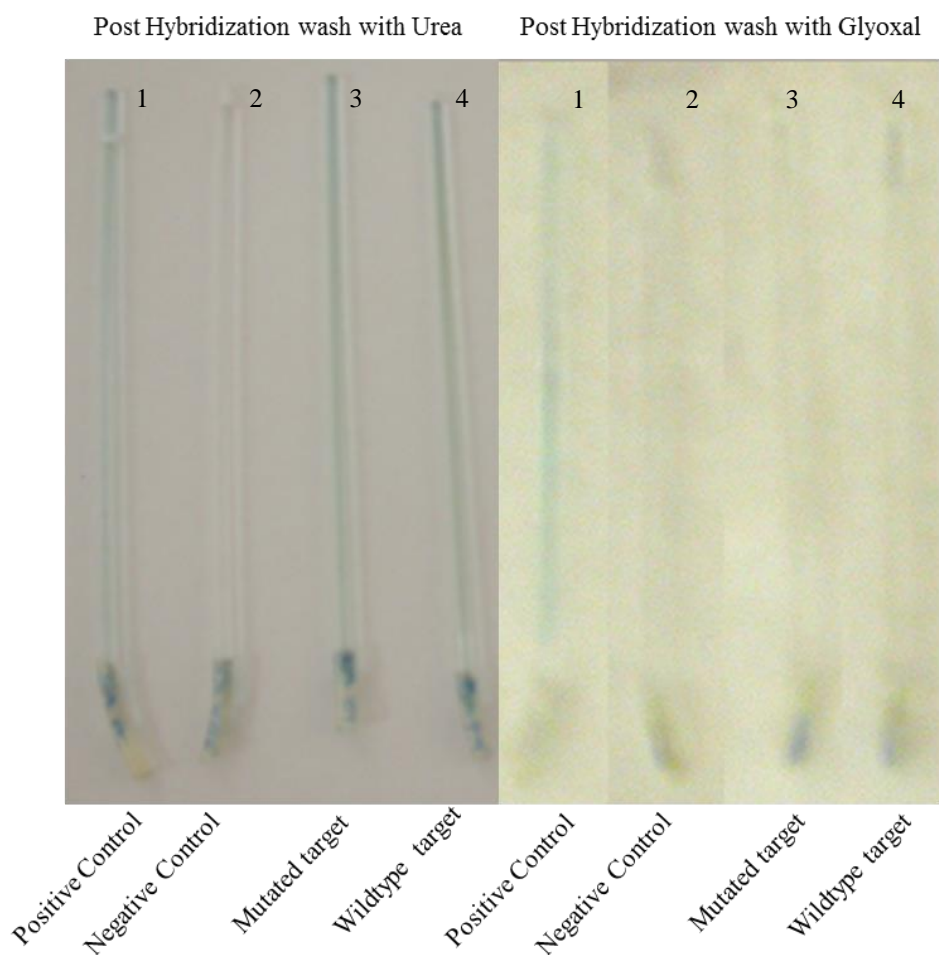 Post Hybridization wash with Urea
Post Hybridization wash with Glyoxal
1 2 3 4
1 2 3 4
Positive Control
Negative Control
Mutated target
Wildtype target
Positive Control
Negative Control
Mutated target
Wildtype target